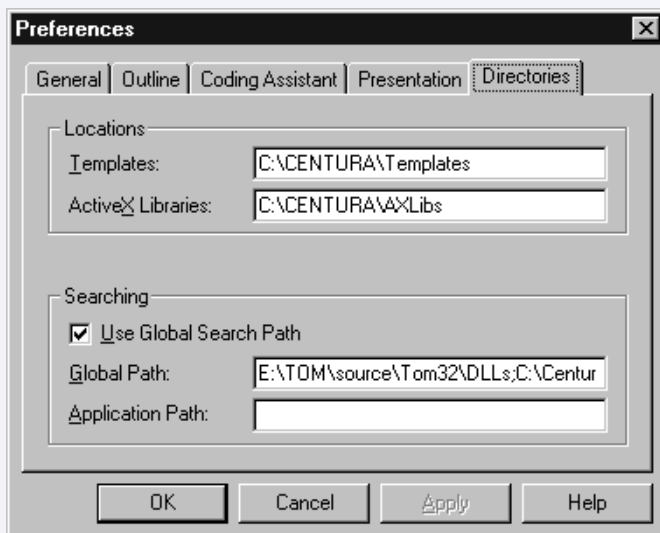 Preferences
General Outline Coding Assistant Presentation Directories
Locations
Templates: C:\CENTURA\Templates
ActiveX Libraries: C:\CENTURA\AXLibs
Searching
Use Global Search Path
Global Path: E:\TOM\source\Tom32\DLLs;C:\Centur
Application Path:
OK Cancel Apply Help